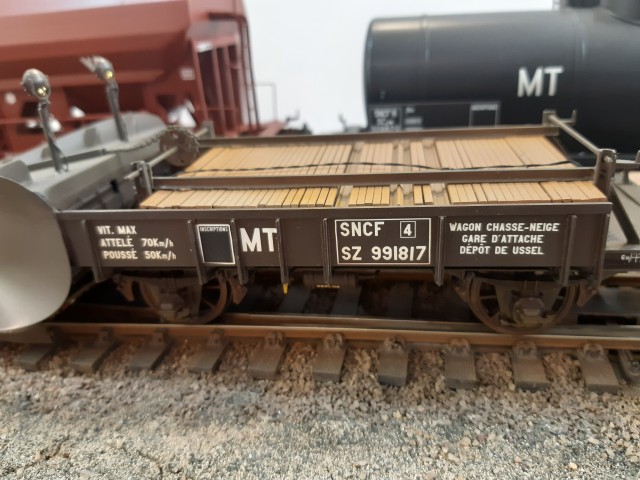 MT
VIT. MAX
ATTELÉ 70Km/h
POUSSÉ 50Km/h
INSCRIPTIONS
MT
SNCF 4
SZ 991817
WAGON CHASSE-NEIGE
GARE D'ATTACHE
DÉPÔT DE USSEL